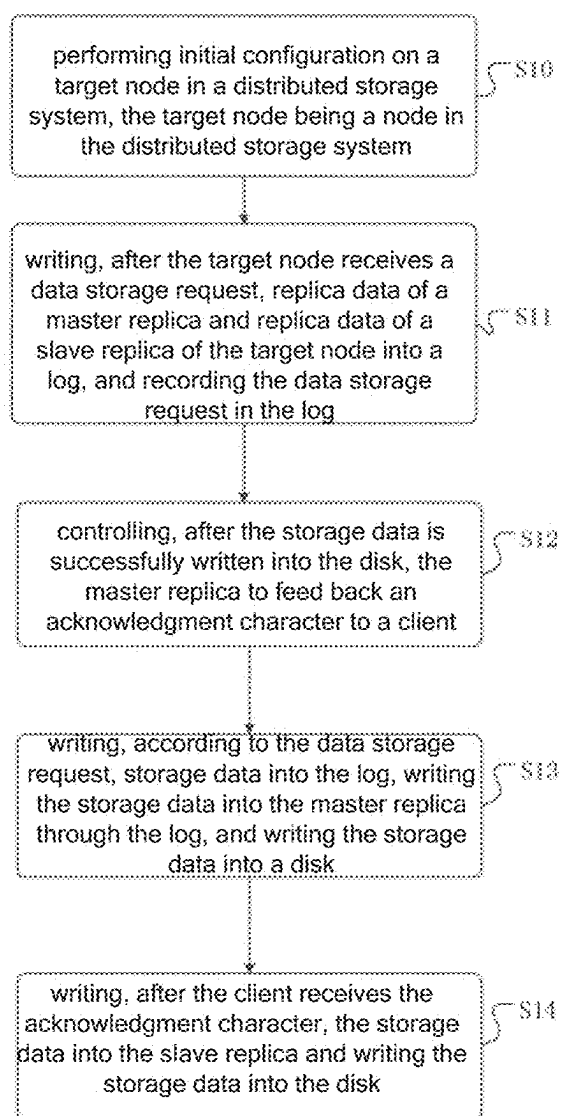 performing initial configuration on a
target node in a distributed storage
system, the target node being a node in
the distributed storage system
S10
writing, after the target node receives a
data storage request, replica data of a
master replica and replica data of a
slave replica of the target node into a
log, and recording the data storage
request in the log
S11
controlling, after the storage data is
successfully written into the disk, the
master replica to feed back an
acknowledgment character to a client
S12
writing, according to the data storage
request, storage data into the log, writing
the storage data into the master replica
through the log, and writing the storage
data into a disk
S13
writing, after the client receives the
acknowledgment character, the storage
data into the slave replica and writing the
storage data into the disk
S14